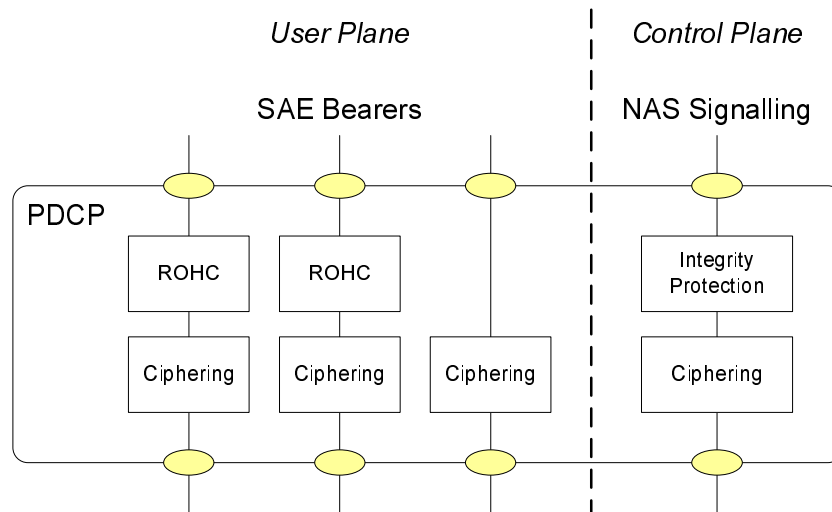 User Plane
Control Plane
SAE Bearers
NAS Signalling
PDCP
ROHC
ROHC
Integrity
Protection
Ciphering
Ciphering
Ciphering
Ciphering